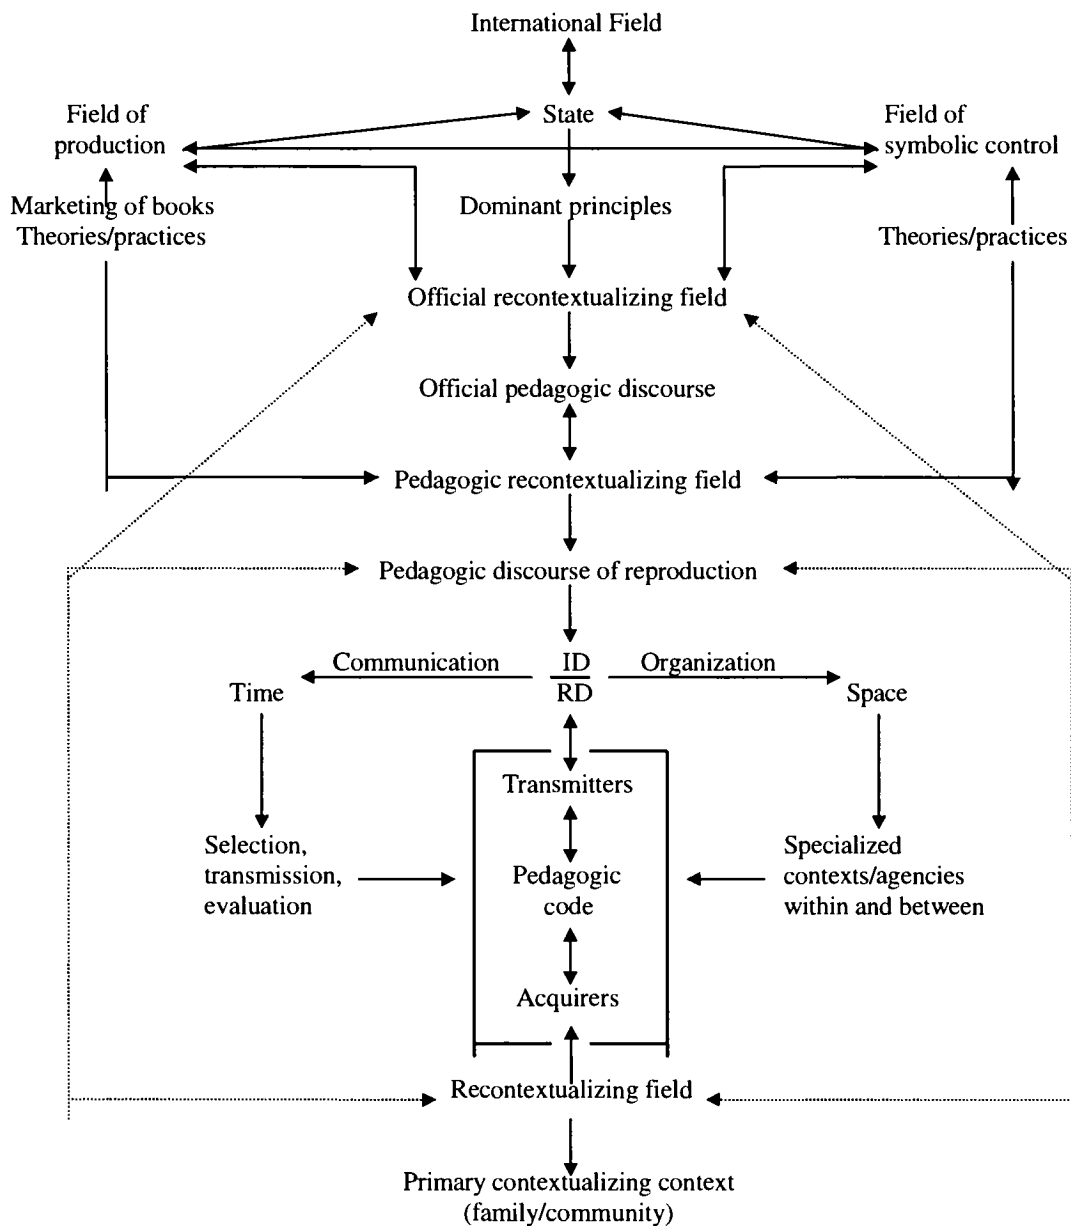 International Field
Field of
production
State
Field of
symbolic control
Marketing of books
Theories/practices
Dominant principles
Theories/practices
Official recontextualizing field
Official pedagogic discourse
Pedagogic recontextualizing field
Pedagogic discourse of reproduction
Communication
ID
RD
Organization
Time
Space
Transmitters
Selection,
transmission,
evaluation
Pedagogic
code
Specialized
contexts/agencies
within and between
Acquirers
Recontextualizing field
Primary contextualizing context
(family/community)